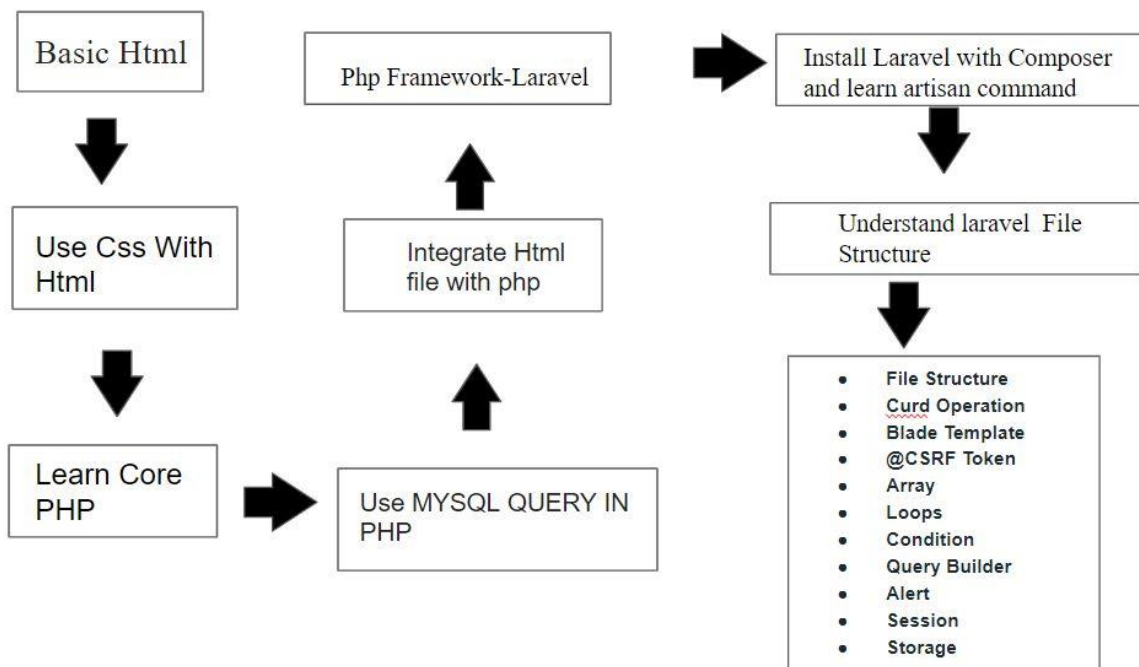 Basic Html
Use Css With
Html
Learn Core
PHP
Use MYSQL QUERY IN
PHP
Integrate Html
file with php
Php Framework-Laravel
Install Laravel with Composer
and learn artisan command
Understand laravel File
Structure
● File Structure
● Curd Operation
● Blade Template
● @CSRF Token
● Array
● Loops
● Condition
● Query Builder
● Alert
● Session
● Storage